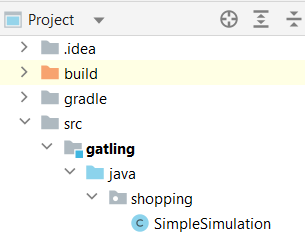 Project
.idea
build
gradle
src
gatling
java
shopping
C SimpleSimulation